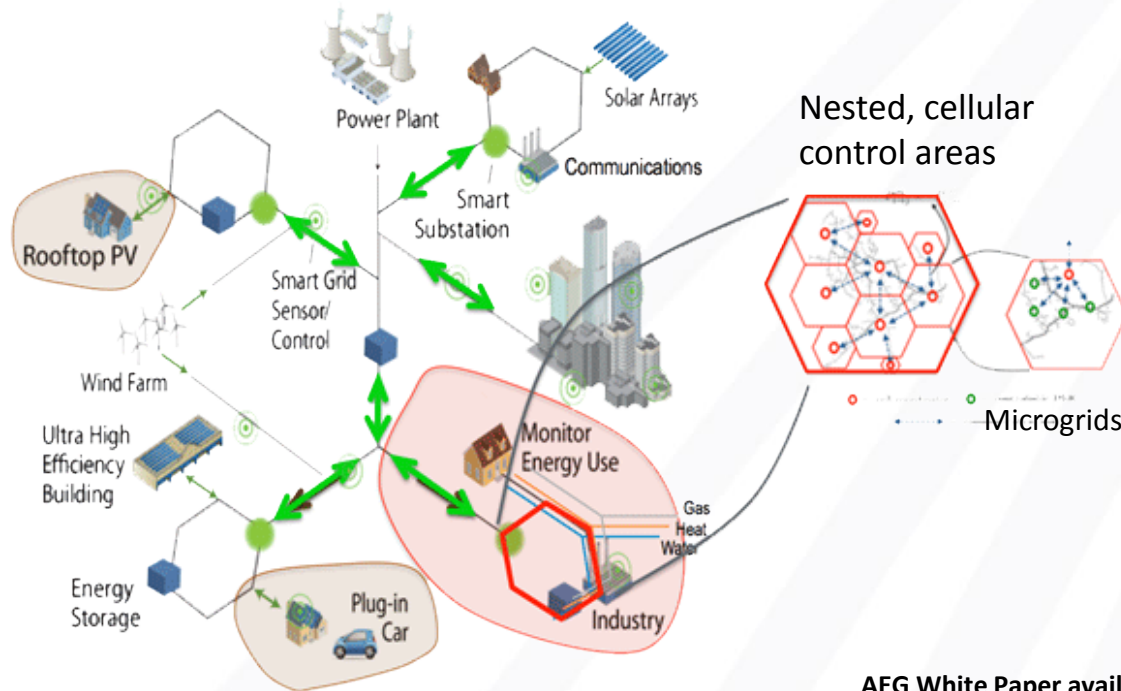 Power Plant
Solar Arrays
Communications
Smart
Substation
Nested, cellular
control areas
Rooftop PV
Smart Grid
Sensor/
Control
Wind Farm
Ultra High
Efficiency
Building
Monitor
Energy Use
Microgrids
Gas
Heat
Water
Energy
Storage
Plug-in
Car
Industry
AEG White Paper avail